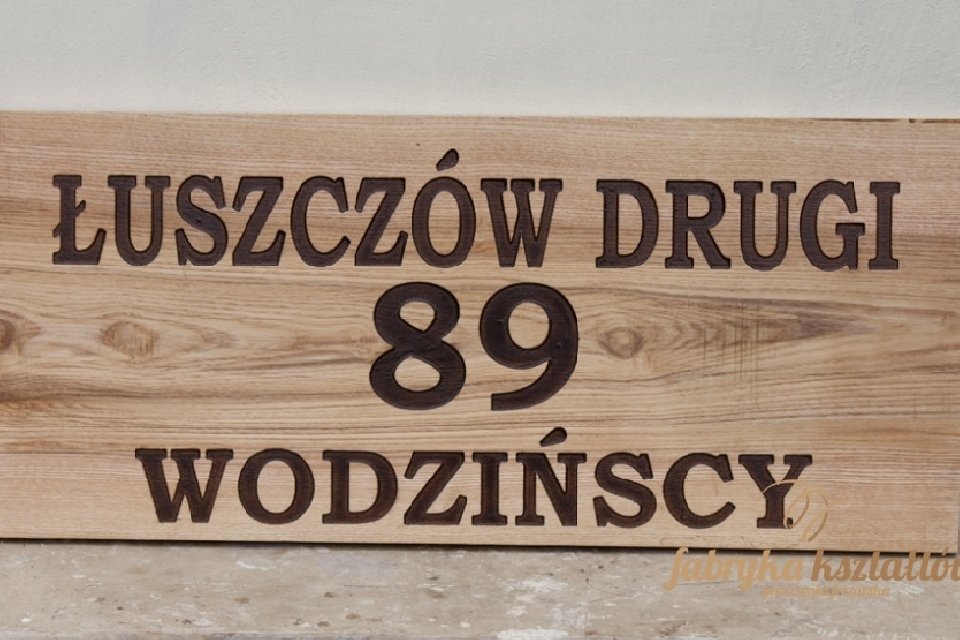 ŁUSZCZÓW DRUGI
89
WODZIŃSCY
fabryka kształtów